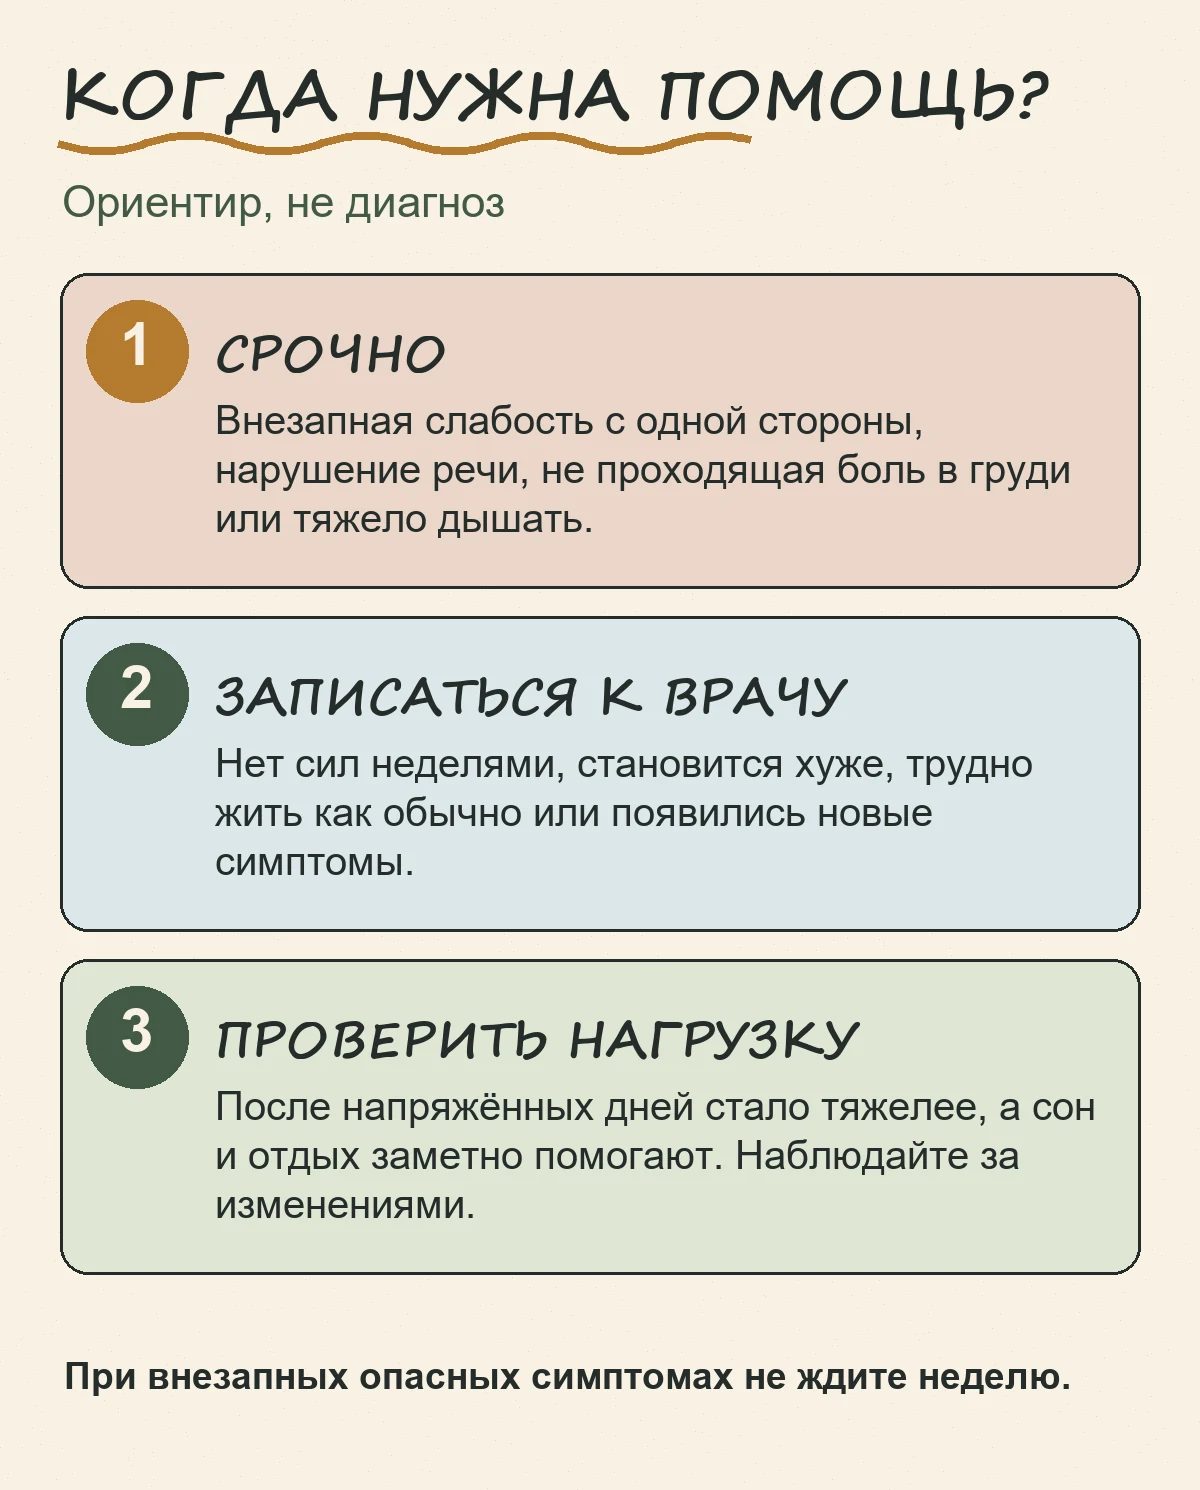 КОГДА НУЖНА ПОМОЩЬ?
Ориентир, не диагноз
1
СРОЧНО
Внезапная слабость с одной стороны,
нарушение речи, не проходящая боль в груди
или тяжело дышать.
2
ЗАПИСАТЬСЯ К ВРАЧУ
Нет сил неделями, становится хуже, трудно
жить как обычно или появились новые
симптомы.
3
ПРОВЕРИТЬ НАГРУЗКУ
После напряжённых дней стало тяжелее, а сон
и отдых заметно помогают. Наблюдайте за
изменениями.
При внезапных опасных симптомах не ждите неделю.